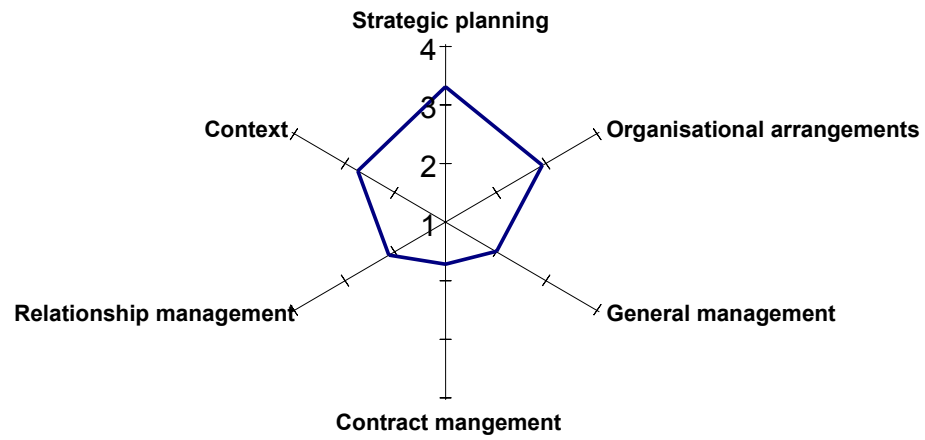 Strategic planning
4
3
Context
Organisational arrangements
2
1
Relationship management
General management
Contract mangement